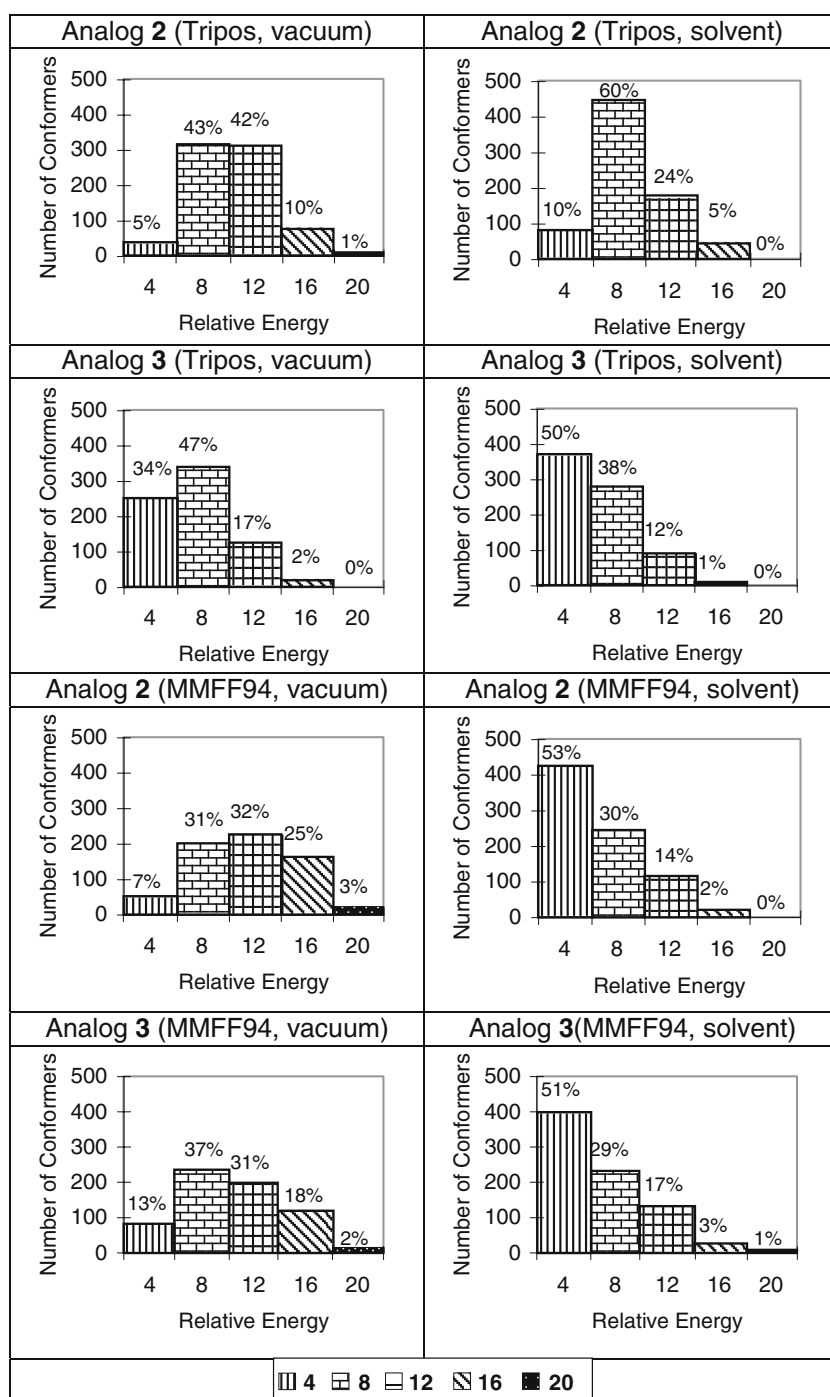 Analog 2 (Tripos, vacuum)
Analog 2 (Tripos, solvent)
Number of Conformers
500
400
300
200
100
0
5%
43%
42%
10%
1%
4 8 12 16 20
Relative Energy
Number of Conformers
500
400
300
200
100
0
10%
60%
24%
5%
0%
4 8 12 16 20
Relative Energy
Analog 3 (Tripos, vacuum)
Analog 3 (Tripos, solvent)
Number of Conformers
500
400
300
200
100
0
34%
47%
17%
2%
0%
4 8 12 16 20
Relative Energy
Number of Conformers
500
400
300
200
100
0
50%
38%
12%
1%
0%
4 8 12 16 20
Relative Energy
Analog 2 (MMFF94, vacuum)
Analog 2 (MMFF94, solvent)
Number of Conformers
500
400
300
200
100
0
7%
31%
32%
25%
3%
4 8 12 16 20
Relative Energy
Number of Conformers
500
400
300
200
100
0
53%
30%
14%
2%
0%
4 8 12 16 20
Relative Energy
Analog 3 (MMFF94, vacuum)
Analog 3(MMFF94, solvent)
Number of Conformers
500
400
300
200
100
0
13%
37%
31%
18%
2%
4 8 12 16 20
Relative Energy
Number of Conformers
500
400
300
200
100
0
51%
29%
17%
3%
1%
4 8 12 16 20
Relative Energy
4 8 12 16 20